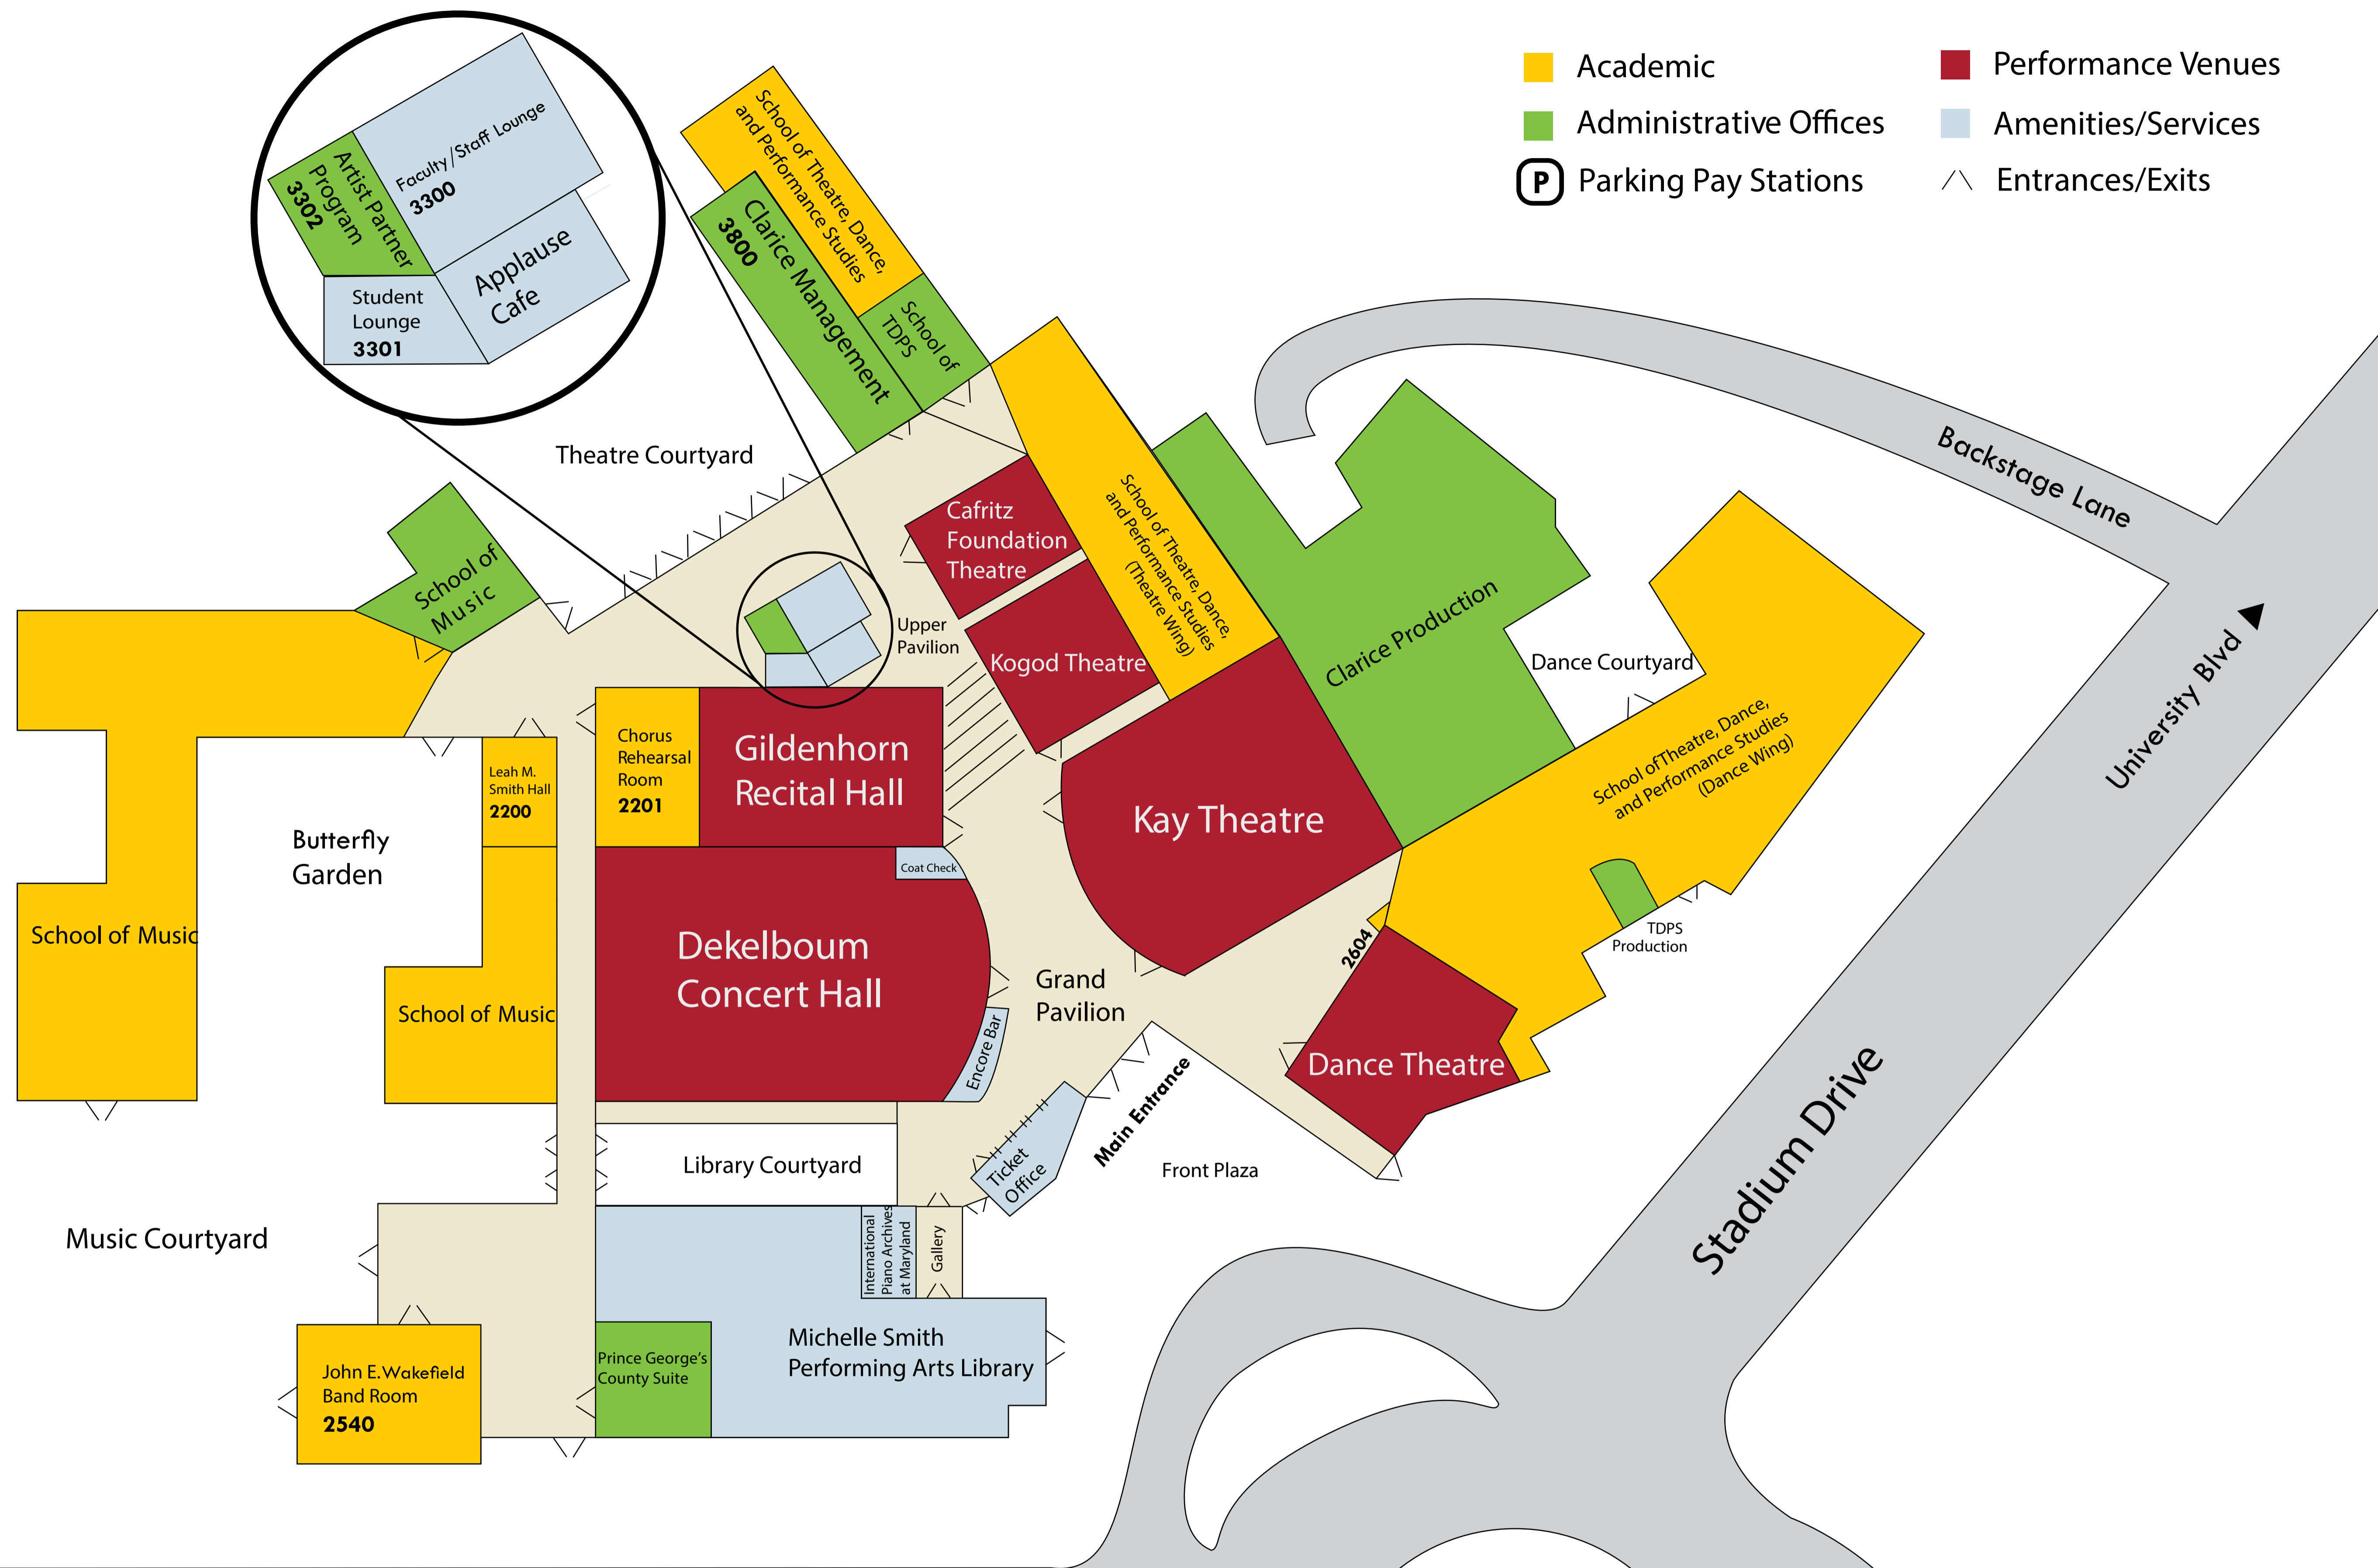 Academic
Administrative Offices
P
Parking Pay Stations
Performance Venues
Amenities/Services
Entrances/Exits
Faculty/Staff Lounge
3300
Artist Partner
Program
3302
Applause
Cafe
Student
Lounge
3301
School of Theatre, Dance,
and Performance Studies
Clarice Management
3800
School of
TDPS
Theatre Courtyard
School of
Music
Cafritz
Foundation
Theatre
School of Theatre, Dance,
and Performance Studies
(Theatre Wing)
Clarice Production
Backstage Lane
Upper
Pavilion
Kogod Theatre
Dance Courtyard
University Blvd
Chorus
Rehearsal
Room
2201
Gildenhorn
Recital Hall
Leah M.
Smith Hall
2200
Kay Theatre
School ofTheatre, Dance,
and Performance Studies
(Dance Wing)
Butterfly
Garden
Coat Check
School of Music
Dekelboum
Concert Hall
2604
TDPS
Production
School of Music
Grand
Pavilion
Encore Bar
Dance Theatre
Main Entrance
Ticket
Office
Library Courtyard
Front Plaza
Stadium Drive
Music Courtyard
International
Piano Archives
at Maryland
Gallery
Michelle Smith
Performing Arts Library
Prince George's
County Suite
John E.Wakefield
Band Room
2540